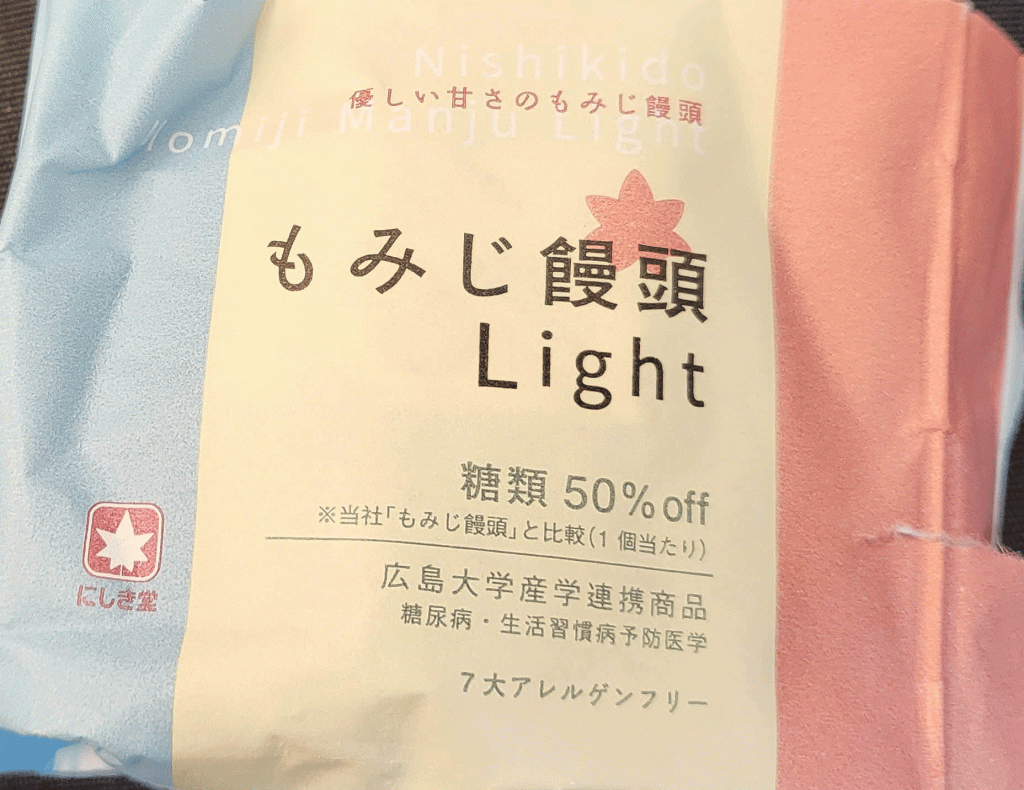 Nishikido
優しい甘さのもみじ饅頭
Momiji Manju Light
もみじ饅頭
Light
糖類 50%off
※当社「もみじ饅頭」と比較(1個当たり)
広島大学産学連携商品
糖尿病・生活習慣病予防医学
7大アレルゲンフリー
にしき堂